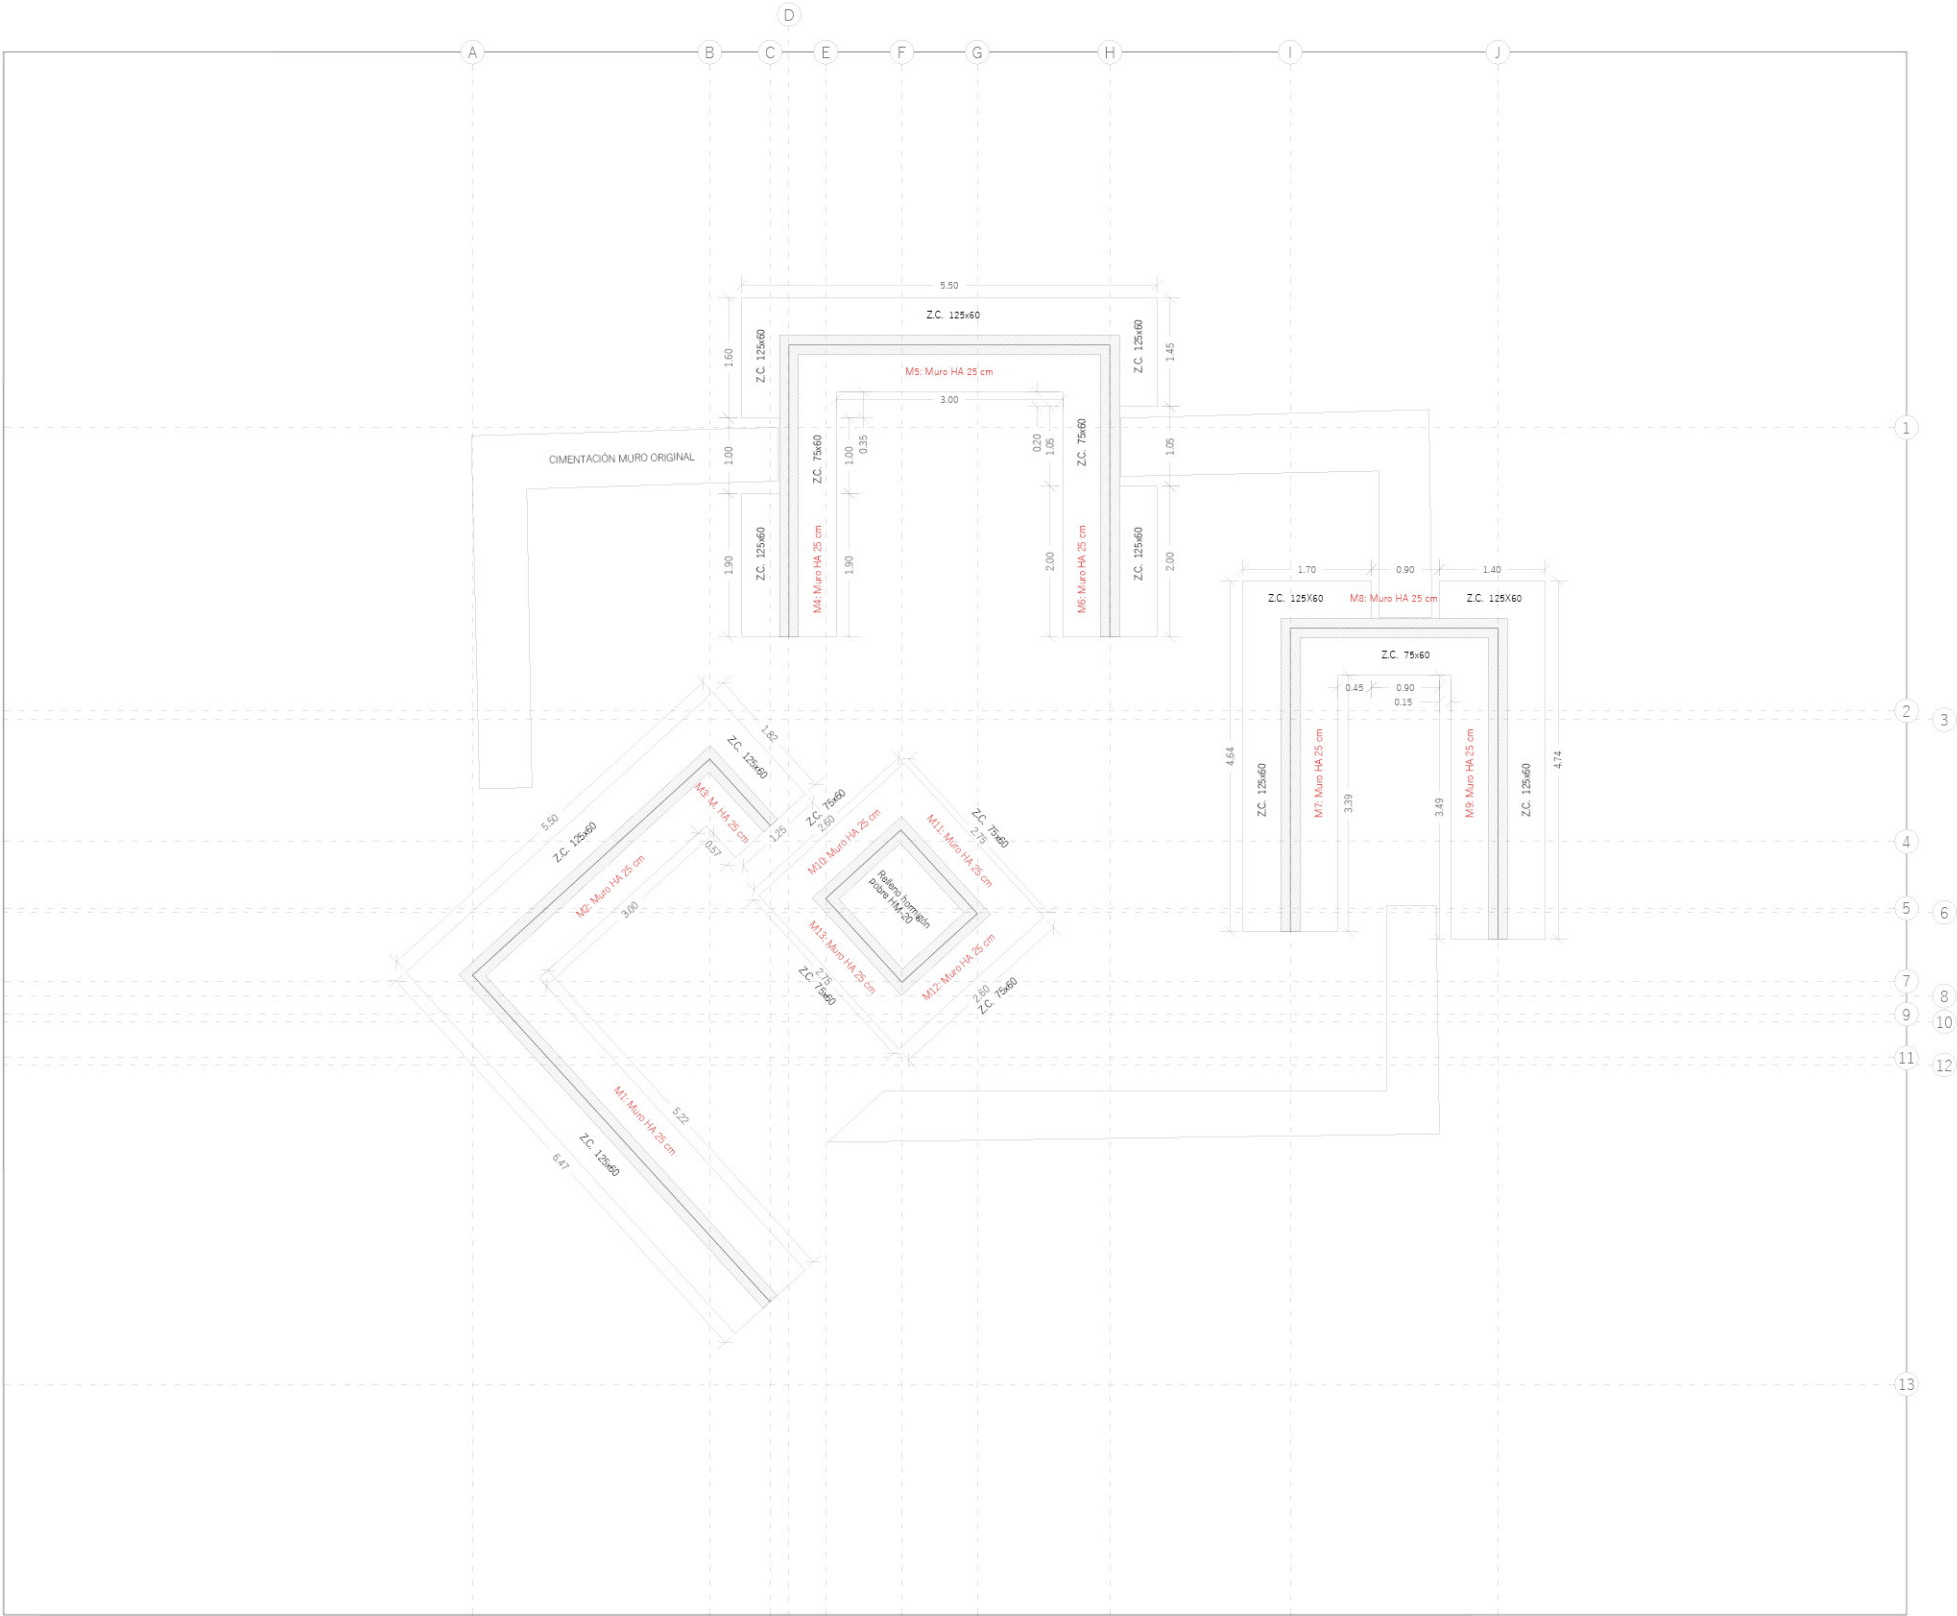 D
A
B
C
E
F
G
H
I
J
5.50
Z.C. 125x60
Z.C. 125x60
Z.C. 125x60
1.60
1.45
M5: Muro HA 25 cm
3.00
1
CIMENTACIÓN MURO ORIGINAL
1.00
Z.C. 75x60
1.00
0.35
0.20
1.05
Z.C. 75x60
1.05
1.90
Z.C. 125x60
M4: Muro HA 25 cm
1.90
2.00
M6: Muro HA 25 cm
Z.C. 125x60
2.00
1.70
0.90
1.40
Z.C. 125X60
M8: Muro HA 25 cm
Z.C. 125X60
Z.C. 75x60
0.45
0.90
0.15
2
3
4.64
Z.C. 125x60
M7: Muro HA 25 cm
3.39
3.49
M9: Muro HA 25 cm
Z.C. 125x60
4.74
1.82
Z.C. 125x60
5.50
Z.C. 125x60
M3: M. HA 25 cm
1.25
0.57
M2: Muro HA 25 cm
3.00
Z.C. 75x60
2.60
M10: Muro HA 25 cm
Z.C. 75x60
2.75
M11: Muro HA 25 cm
4
Relleno hormigón
pobre HM-20
5
6
M13: Muro HA 25 cm
2.75
Z.C. 75x60
M12: Muro HA 25 cm
2.60
Z.C. 75x60
7
8
9
10
11
12
M1: Muro HA 25 cm
5.22
Z.C. 125x60
6.47
13